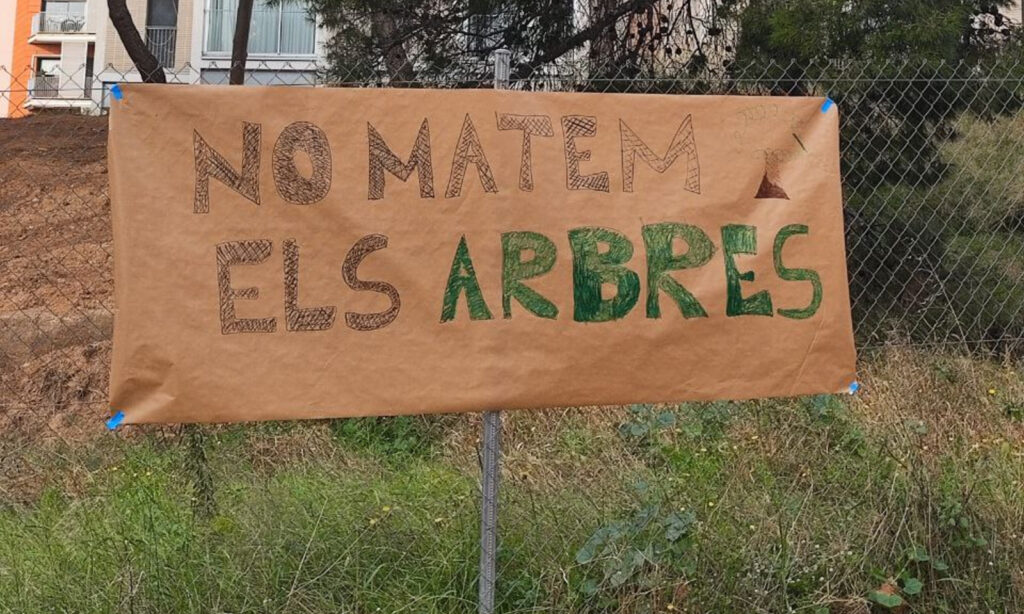 NO MATEM
ELS ARBRES